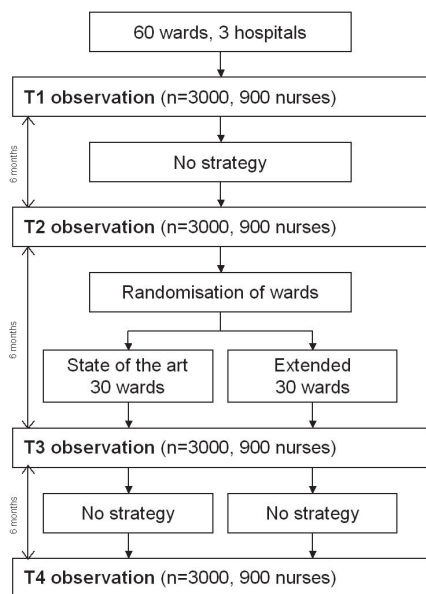 60 wards, 3 hospitals
T1 observation (n=3000, 900 nurses)
6 months
No strategy
T2 observation (n=3000, 900 nurses)
6 months
Randomisation of wards
State of the art
30 wards
Extended
30 wards
T3 observation (n=3000, 900 nurses)
6 months
No strategy
No strategy
T4 observation (n=3000, 900 nurses)